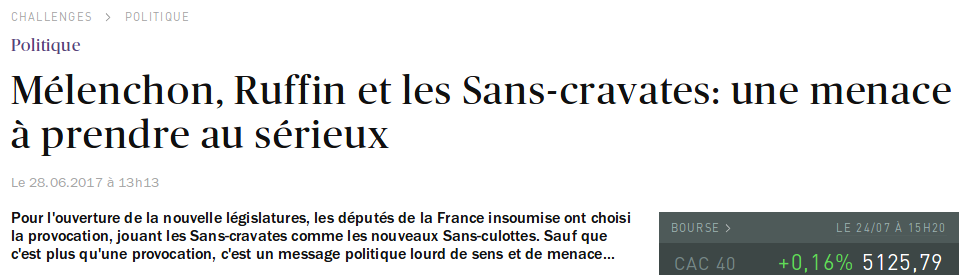 CHALLENGES > POLITIQUE
Politique
Mélenchon, Ruffin et les Sans-cravates: une menace
à prendre au sérieux
Le 28.06.2017 à 13h13
Pour l'ouverture de la nouvelle législatures, les députés de la France insoumise ont choisi
la provocation, jouant les Sans-cravates comme les nouveaux Sans-culottes. Sauf que
c'est plus qu'une provocation, c'est un message politique lourd de sens et de menace...
BOURSE > LE 24/07 À 15H20
CAC 40 +0,16% 5125,79